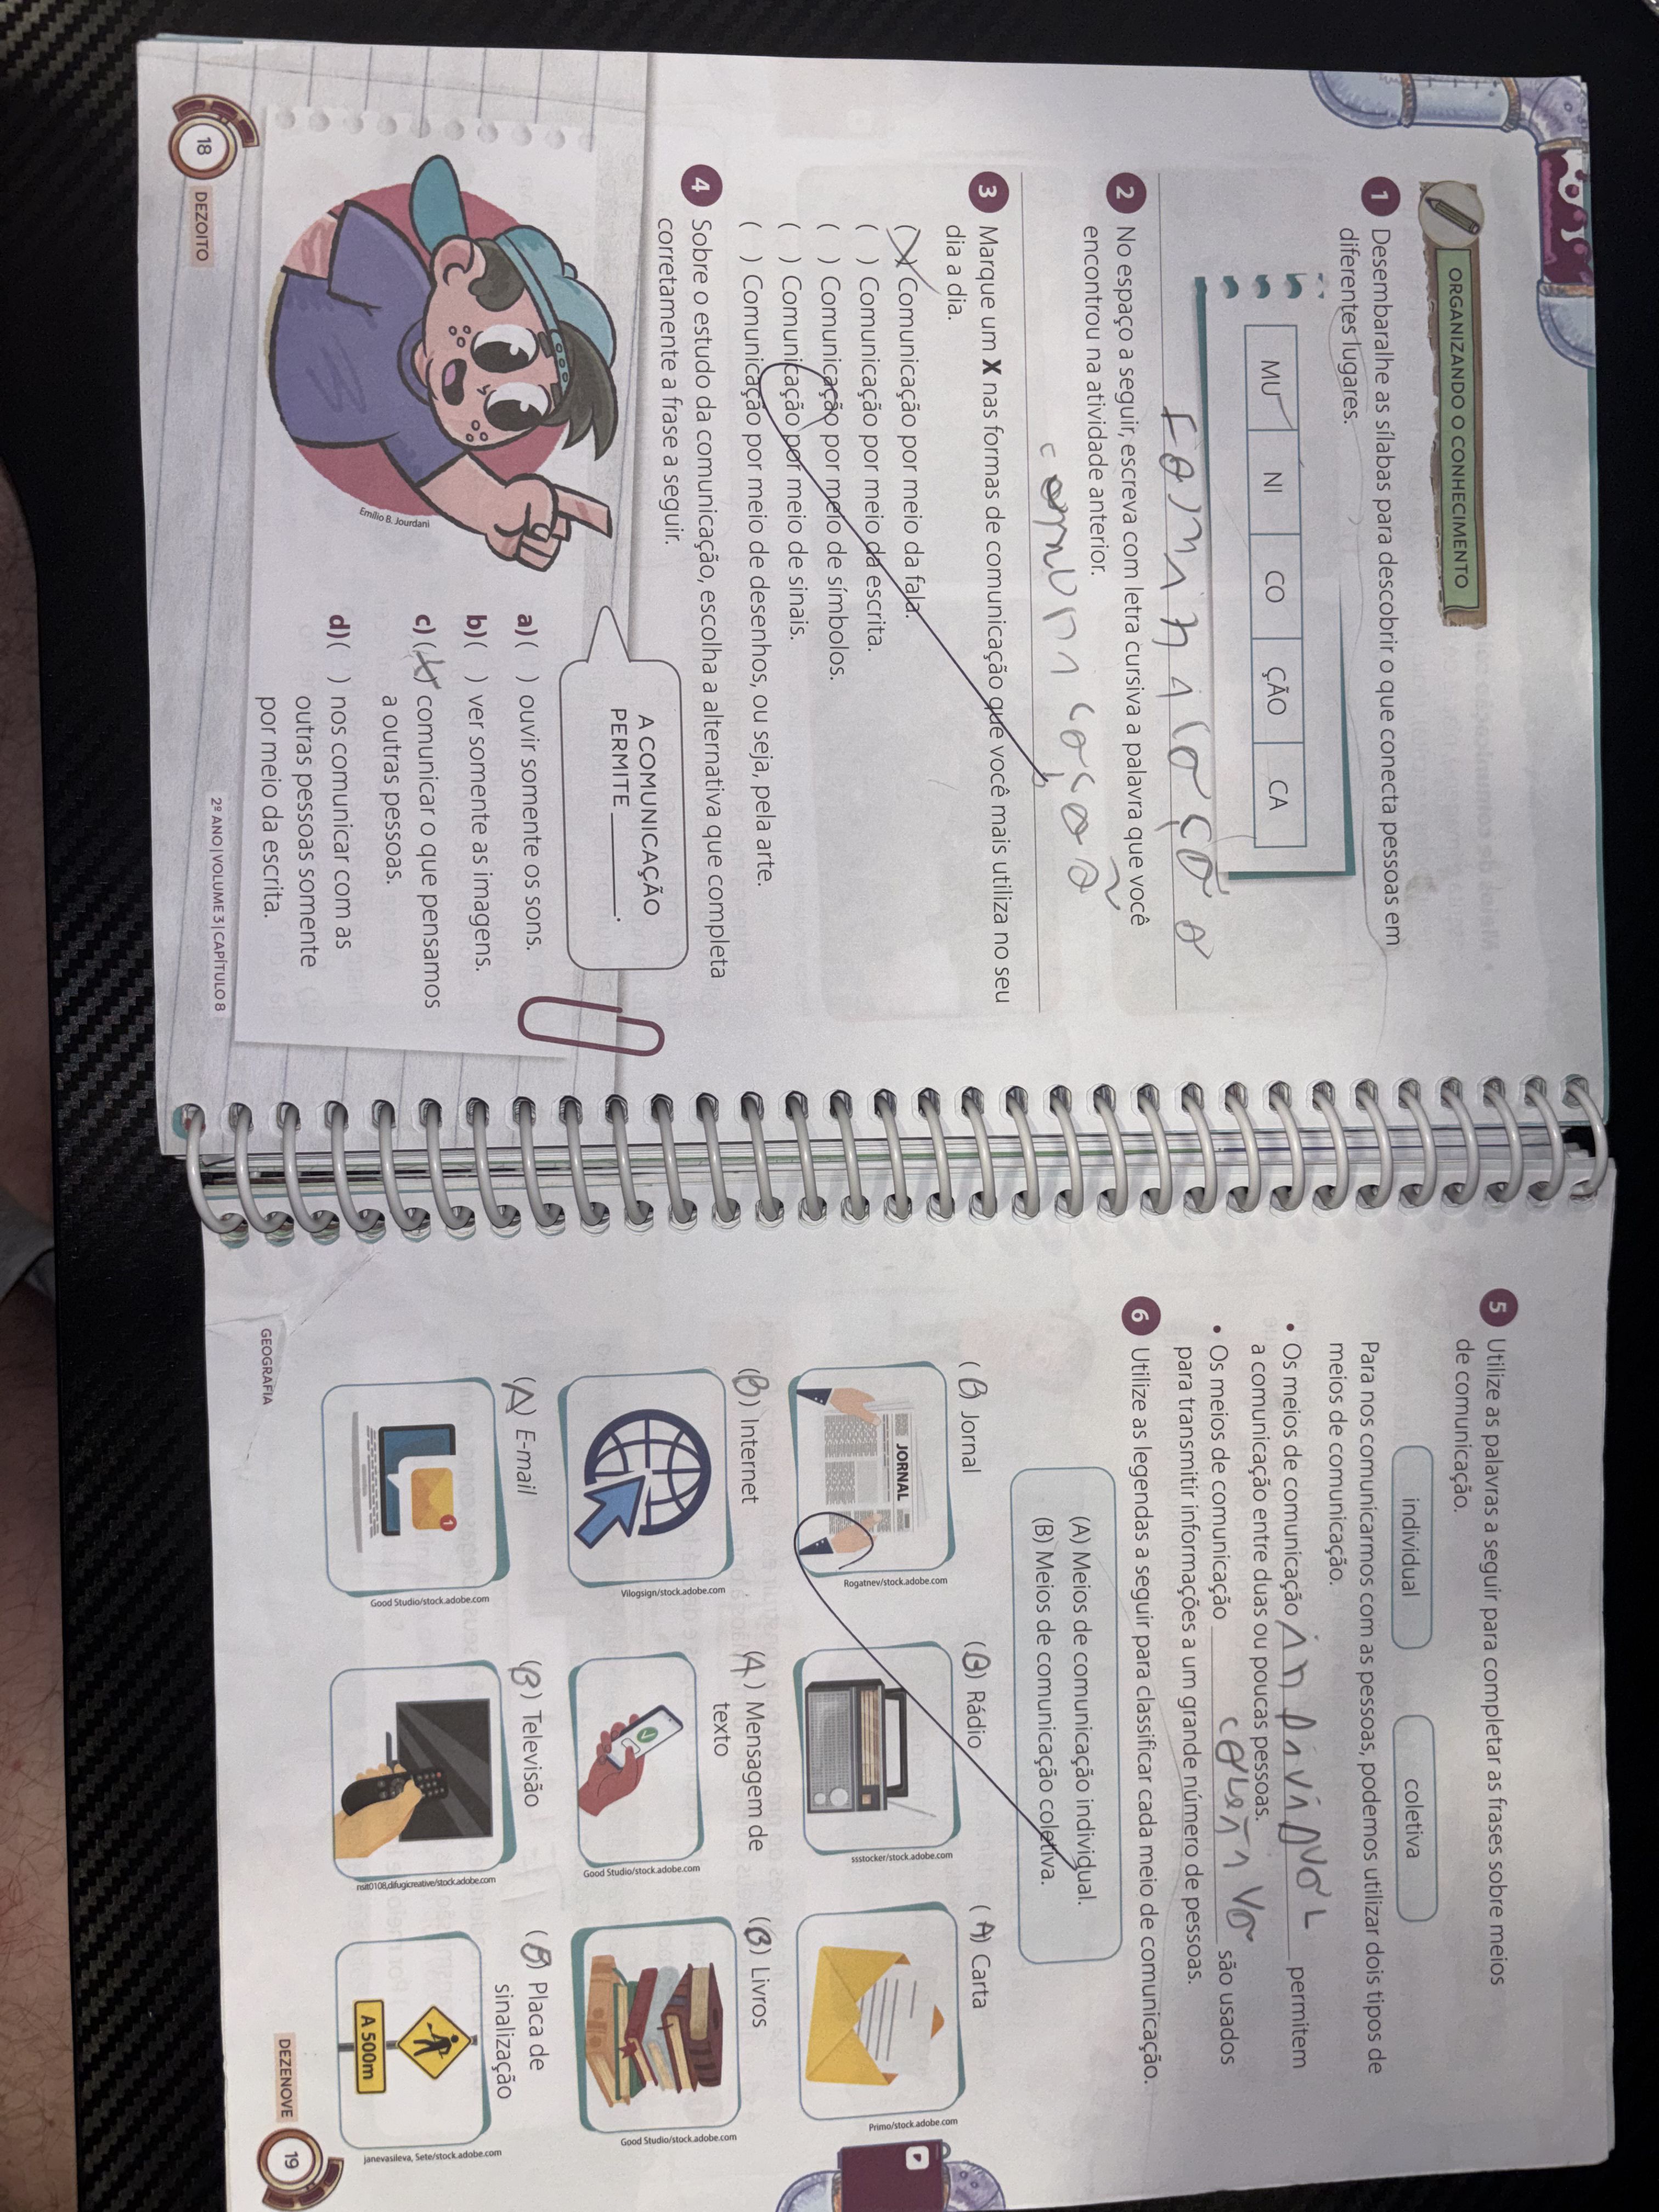 ORGANIZANDO O CONHECIMENTO
1 Desembaralhe as sílabas para descobrir o que conecta pessoas em
diferentes lugares.
MU NI CO ÇÃO CA
2 No espaço a seguir, escreva com letra cursiva a palavra que você
encontrou na atividade anterior.
3 Marque um X nas formas de comunicação que você mais utiliza no seu
dia a dia.
(X) Comunicação por meio da fala.
( ) Comunicação por meio da escrita.
( ) Comunicação por meio de símbolos.
( ) Comunicação por meio de sinais.
( ) Comunicação por meio de desenhos, ou seja, pela arte.
4 Sobre o estudo da comunicação, escolha a alternativa que completa
corretamente a frase a seguir.
A COMUNICAÇÃO
PERMITE ________.
a) ( ) ouvir somente os sons.
b) ( ) ver somente as imagens.
c) (X) comunicar o que pensamos
a outras pessoas.
d) ( ) nos comunicar com as
outras pessoas somente
por meio da escrita.
Emílio B. Jourdani
18 DEZOITO
2º ANO | VOLUME 3 | CAPÍTULO 8
5 Utilize as palavras a seguir para completar as frases sobre meios
de comunicação.
individual coletiva
Para nos comunicarmos com as pessoas, podemos utilizar dois tipos de
meios de comunicação.
• Os meios de comunicação individual permitem
a comunicação entre duas ou poucas pessoas.
• Os meios de comunicação coletiva são usados
para transmitir informações a um grande número de pessoas.
6 Utilize as legendas a seguir para classificar cada meio de comunicação.
(A) Meios de comunicação individual.
(B) Meios de comunicação coletiva.
(B) Jornal (B) Rádio (A) Carta
JORNAL
Rogatnev/stock.adobe.com ssstocker/stock.adobe.com Primo/stock.adobe.com
(B) Internet (A) Mensagem de
texto
(B) Livros
Vilogsign/stock.adobe.com Good Studio/stock.adobe.com Good Studio/stock.adobe.com
(A) E-mail (B) Televisão (B) Placa de
sinalização
1
A 500m
Good Studio/stock.adobe.com janevasileva, Sete/stock.adobe.com
GEOGRAFIA
DEZENOVE 19